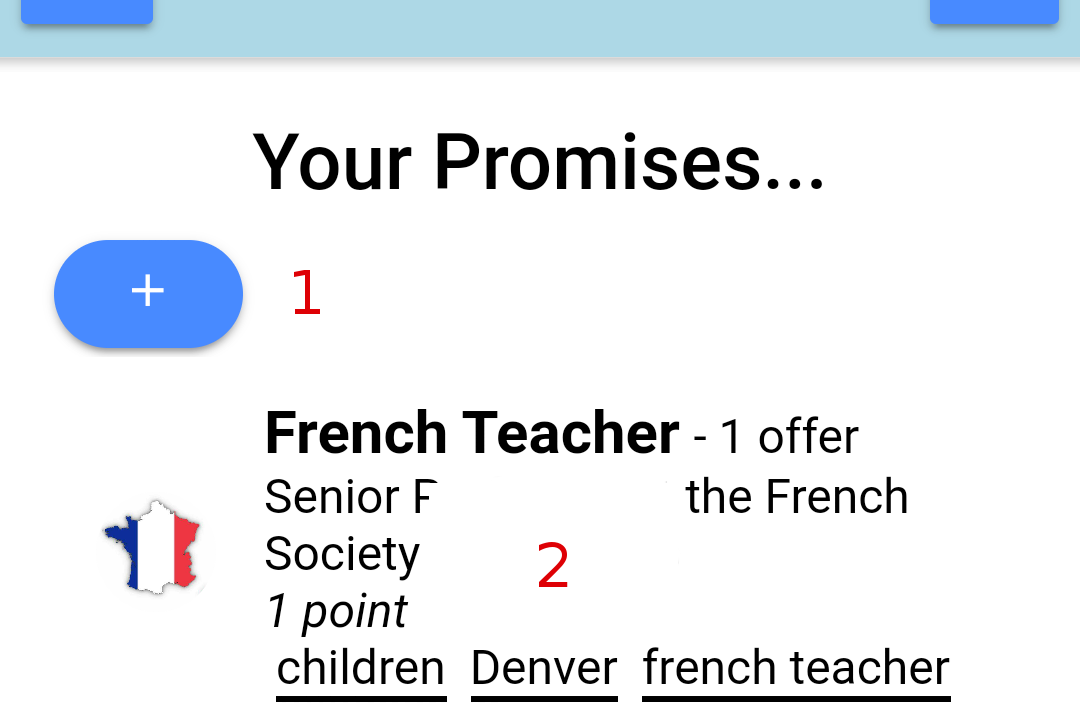 Your Promises...
+ 1
French Teacher - 1 offer
Senior the French
Society 2
1 point
children Denver french teacher